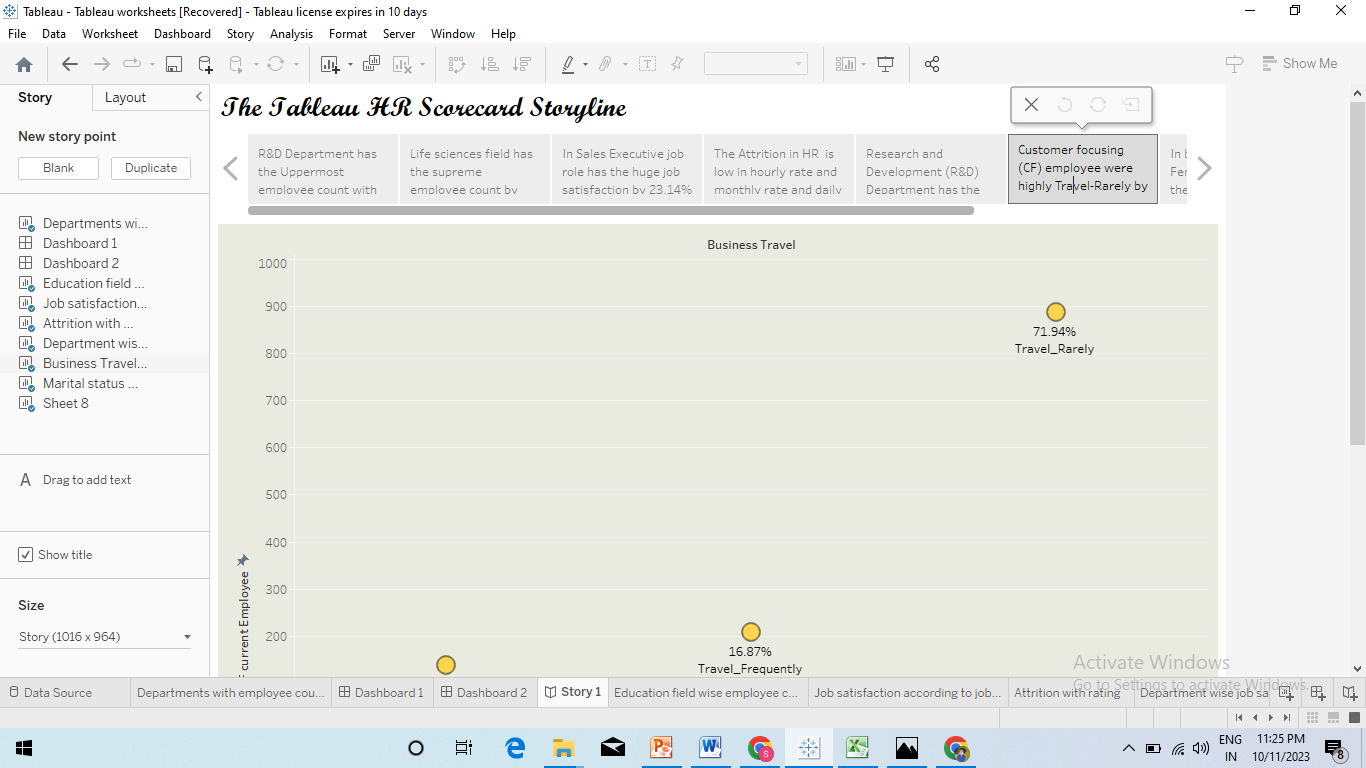 Tableau - Tableau worksheets [Recovered] - Tableau license expires in 10 days
File Data Worksheet Dashboard Story Analysis Format Server Window Help
Show Me
Story Layout
New story point
Blank Duplicate
Departments wi...
Dashboard 1
Dashboard 2
Education field ...
Job satisfaction...
Attrition with ...
Department wis...
Business Travel...
Marital status ...
Sheet 8
A Drag to add text
Show title
Size
Story (1016 x 964)
The Tableau HR Scorecard Storyline
R&D Department has
the Uppermost
employee count with
Life sciences field has
the supreme
employee count by
In Sales Executive job
role has the huge job
satisfaction by 23.14%
The Attrition in HR is
low in hourly rate and
monthly rate and daily
Research and
Development (R&D)
Department has the
Customer focusing
(CF) employee were
highly Travel-Rarely by
In
the
Business Travel
1000
900
800
700
600
500
400
300
200
current Employee
71.94%
Travel_Rarely
16.87%
Travel_Frequently
Activate Windows
Go to Settings to activate Windows.
Data Source Departments with employee cou... Dashboard 1 Dashboard 2 Story 1 Education field wise employee c... Job satisfaction according to job... Attrition with rating Department wise job sa
ENG
IN
11:25 PM
10/11/2023
8